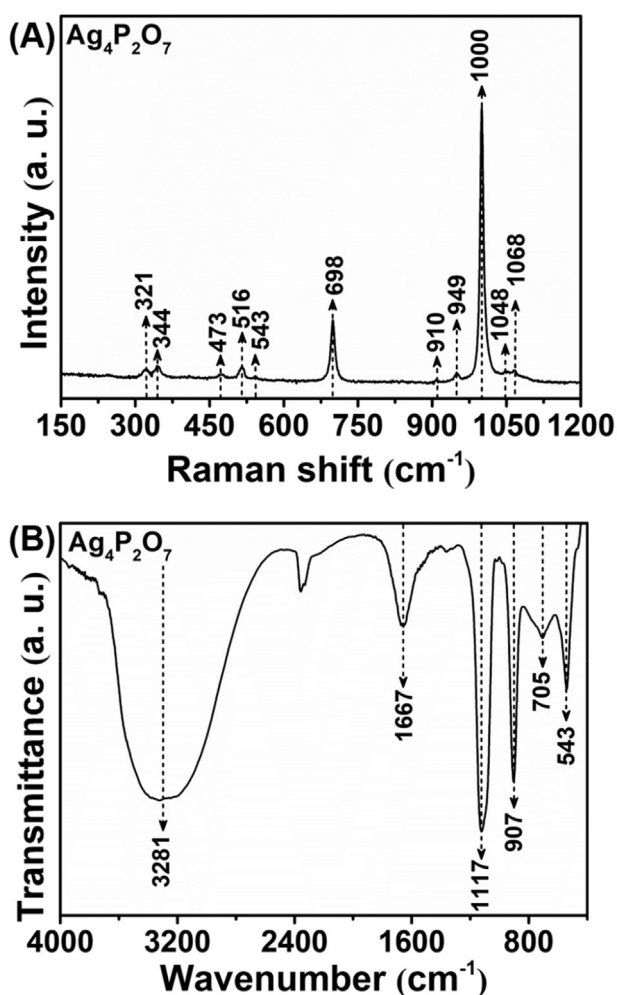 (A) Ag₄P₂O₇
Intensity (a. u.)
321
344
473
516
543
698
910
949
1000
1048
1068
150 300 450 600 750 900 1050 1200
Raman shift (cm⁻¹)
(B) Ag₄P₂O₇
Transmittance (a. u.)
3281
1667
1117
907
705
543
4000 3200 2400 1600 800
Wavenumber (cm⁻¹)